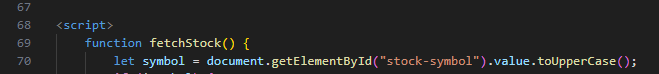 67
68 <script>
69 function fetchStock() {
70 let symbol = document.getElementById("stock-symbol").value.toUpperCase();